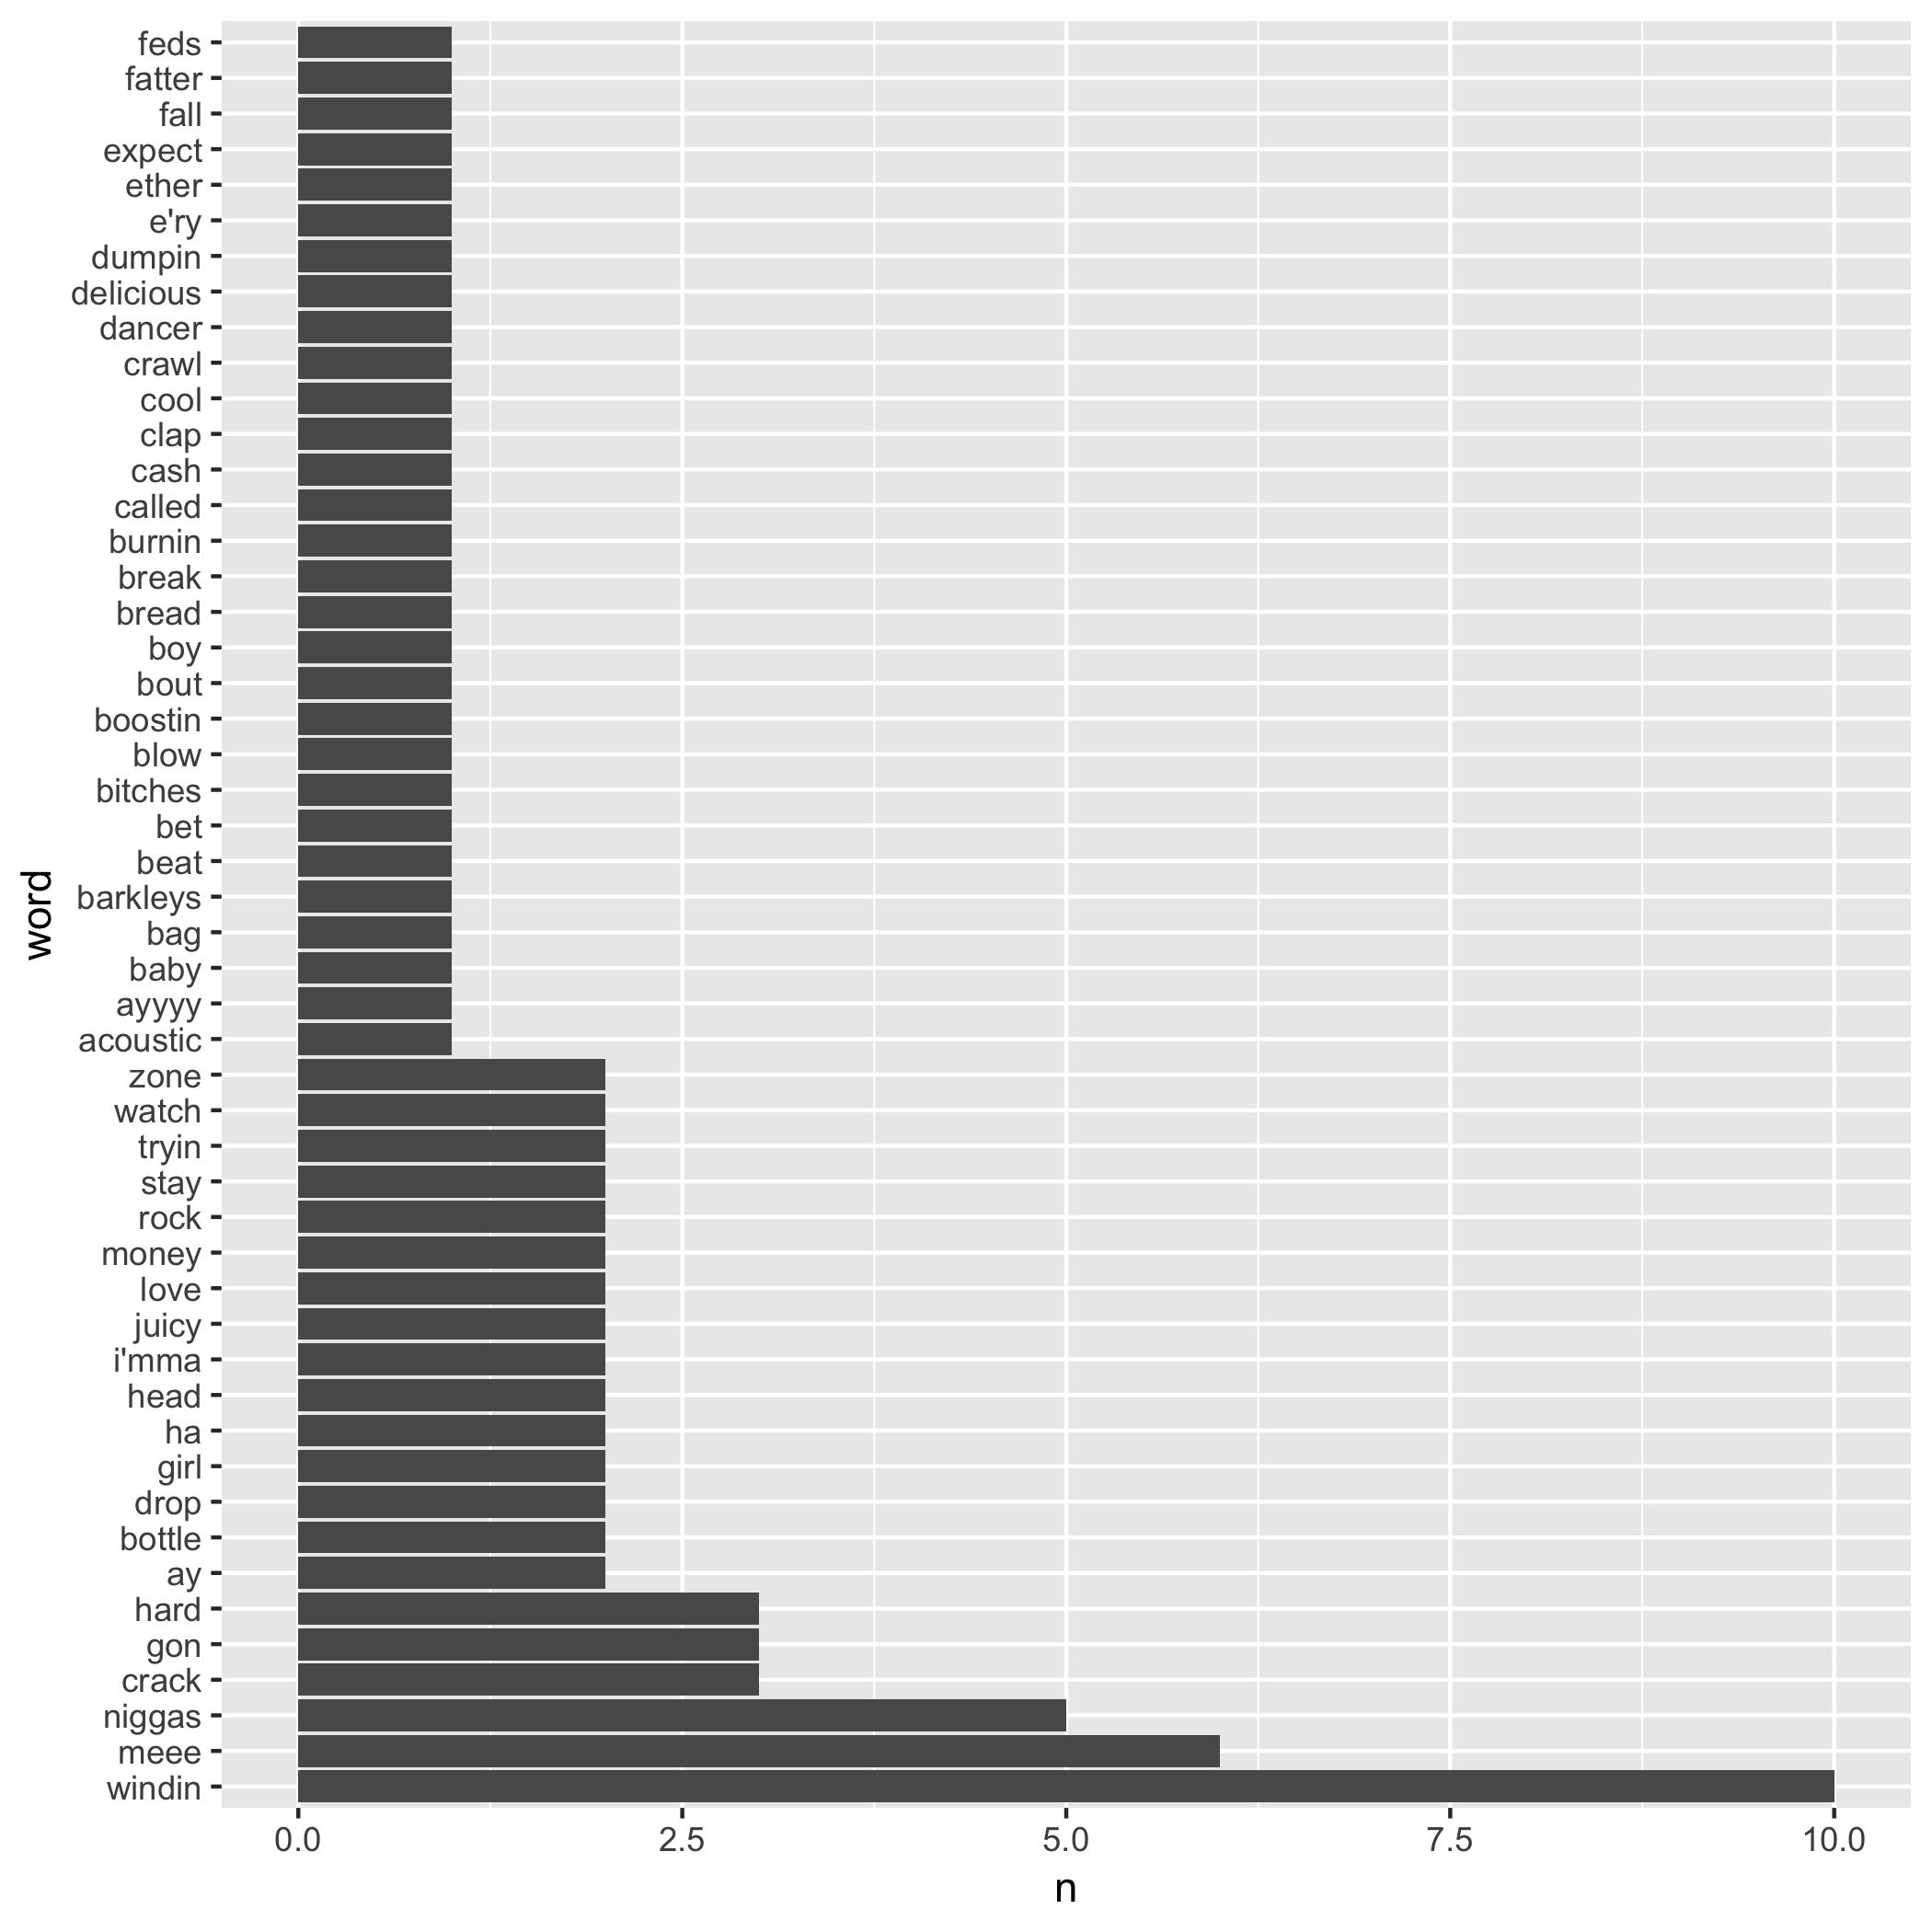 feds
fatter
fall
expect
ether
e'ry
dumpin
delicious
dancer
crawl
cool
clap
cash
called
burnin
break
bread
boy
bout
boostin
blow
bitches
bet
beat
barkleys
bag
baby
ayyyy
acoustic
zone
watch
tryin
stay
rock
money
love
juicy
i'mma
head
ha
girl
drop
bottle
ay
hard
gon
crack
niggas
meee
windin
word
0.0 2.5 5.0 7.5 10.0
n